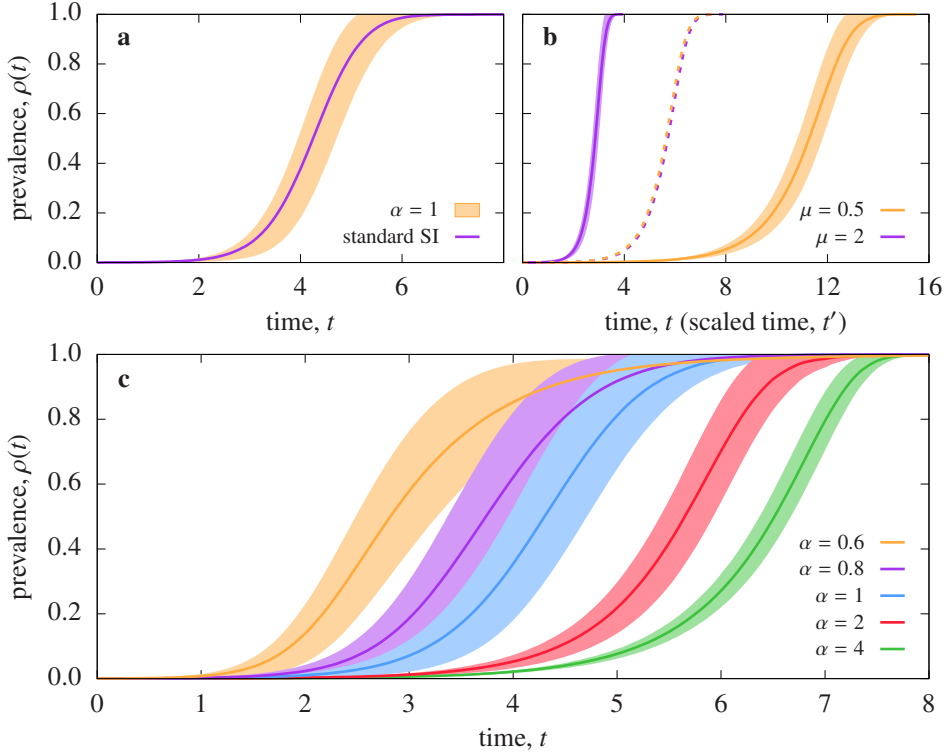 a
prevalence, ρ(t)
1.0
0.8
0.6
0.4
0.2
0.0
α = 1
standard SI
0 2 4 6
time, t
b
μ = 0.5
μ = 2
0 4 8 12 16
time, t (scaled time, t′)
c
prevalence, ρ(t)
1.0
0.8
0.6
0.4
0.2
0.0
α = 0.6
α = 0.8
α = 1
α = 2
α = 4
0 1 2 3 4 5 6 7 8
time, t